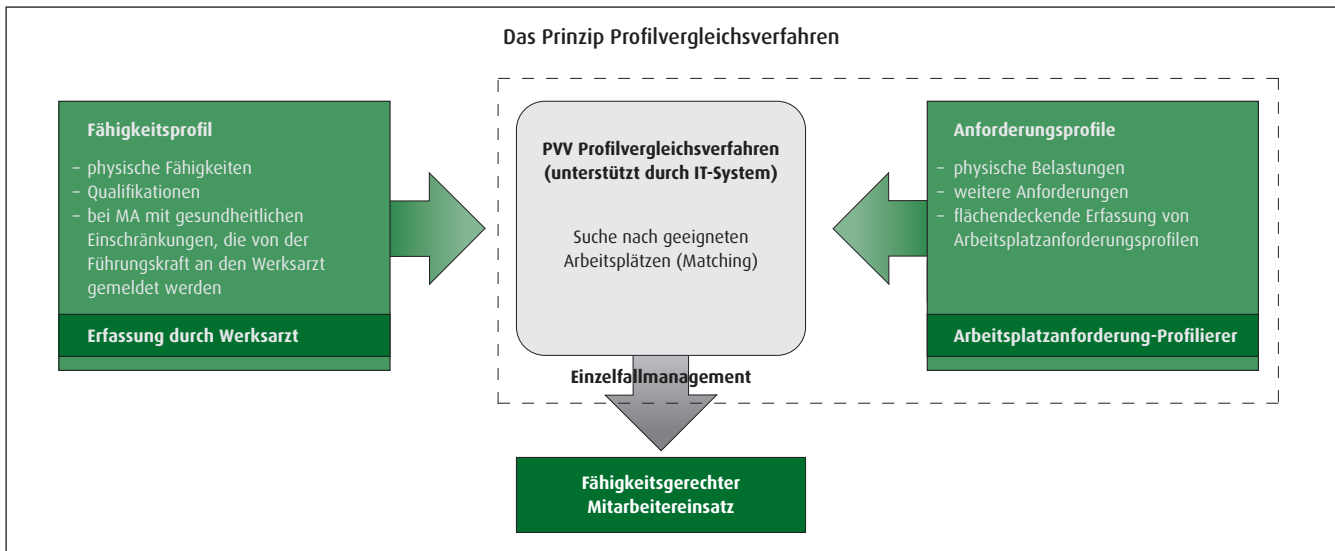 Das Prinzip Profilvergleichsverfahren
Fähigkeitsprofil
– physische Fähigkeiten
– Qualifikationen
– bei MA mit gesundheitlichen
Einschränkungen, die von der
Führungskraft an den Werksarzt
gemeldet werden
Erfassung durch Werksarzt
PVV Profilvergleichsverfahren
(unterstützt durch IT-System)
Suche nach geeigneten
Arbeitsplätzen (Matching)
Anforderungsprofile
– physische Belastungen
– weitere Anforderungen
– flächendeckende Erfassung von
Arbeitsplatzanforderungsprofilen
Arbeitsplatzanforderung-Profilierer
Einzelfallmanagement
Fähigkeitsgerechter
Mitarbeitereinsatz